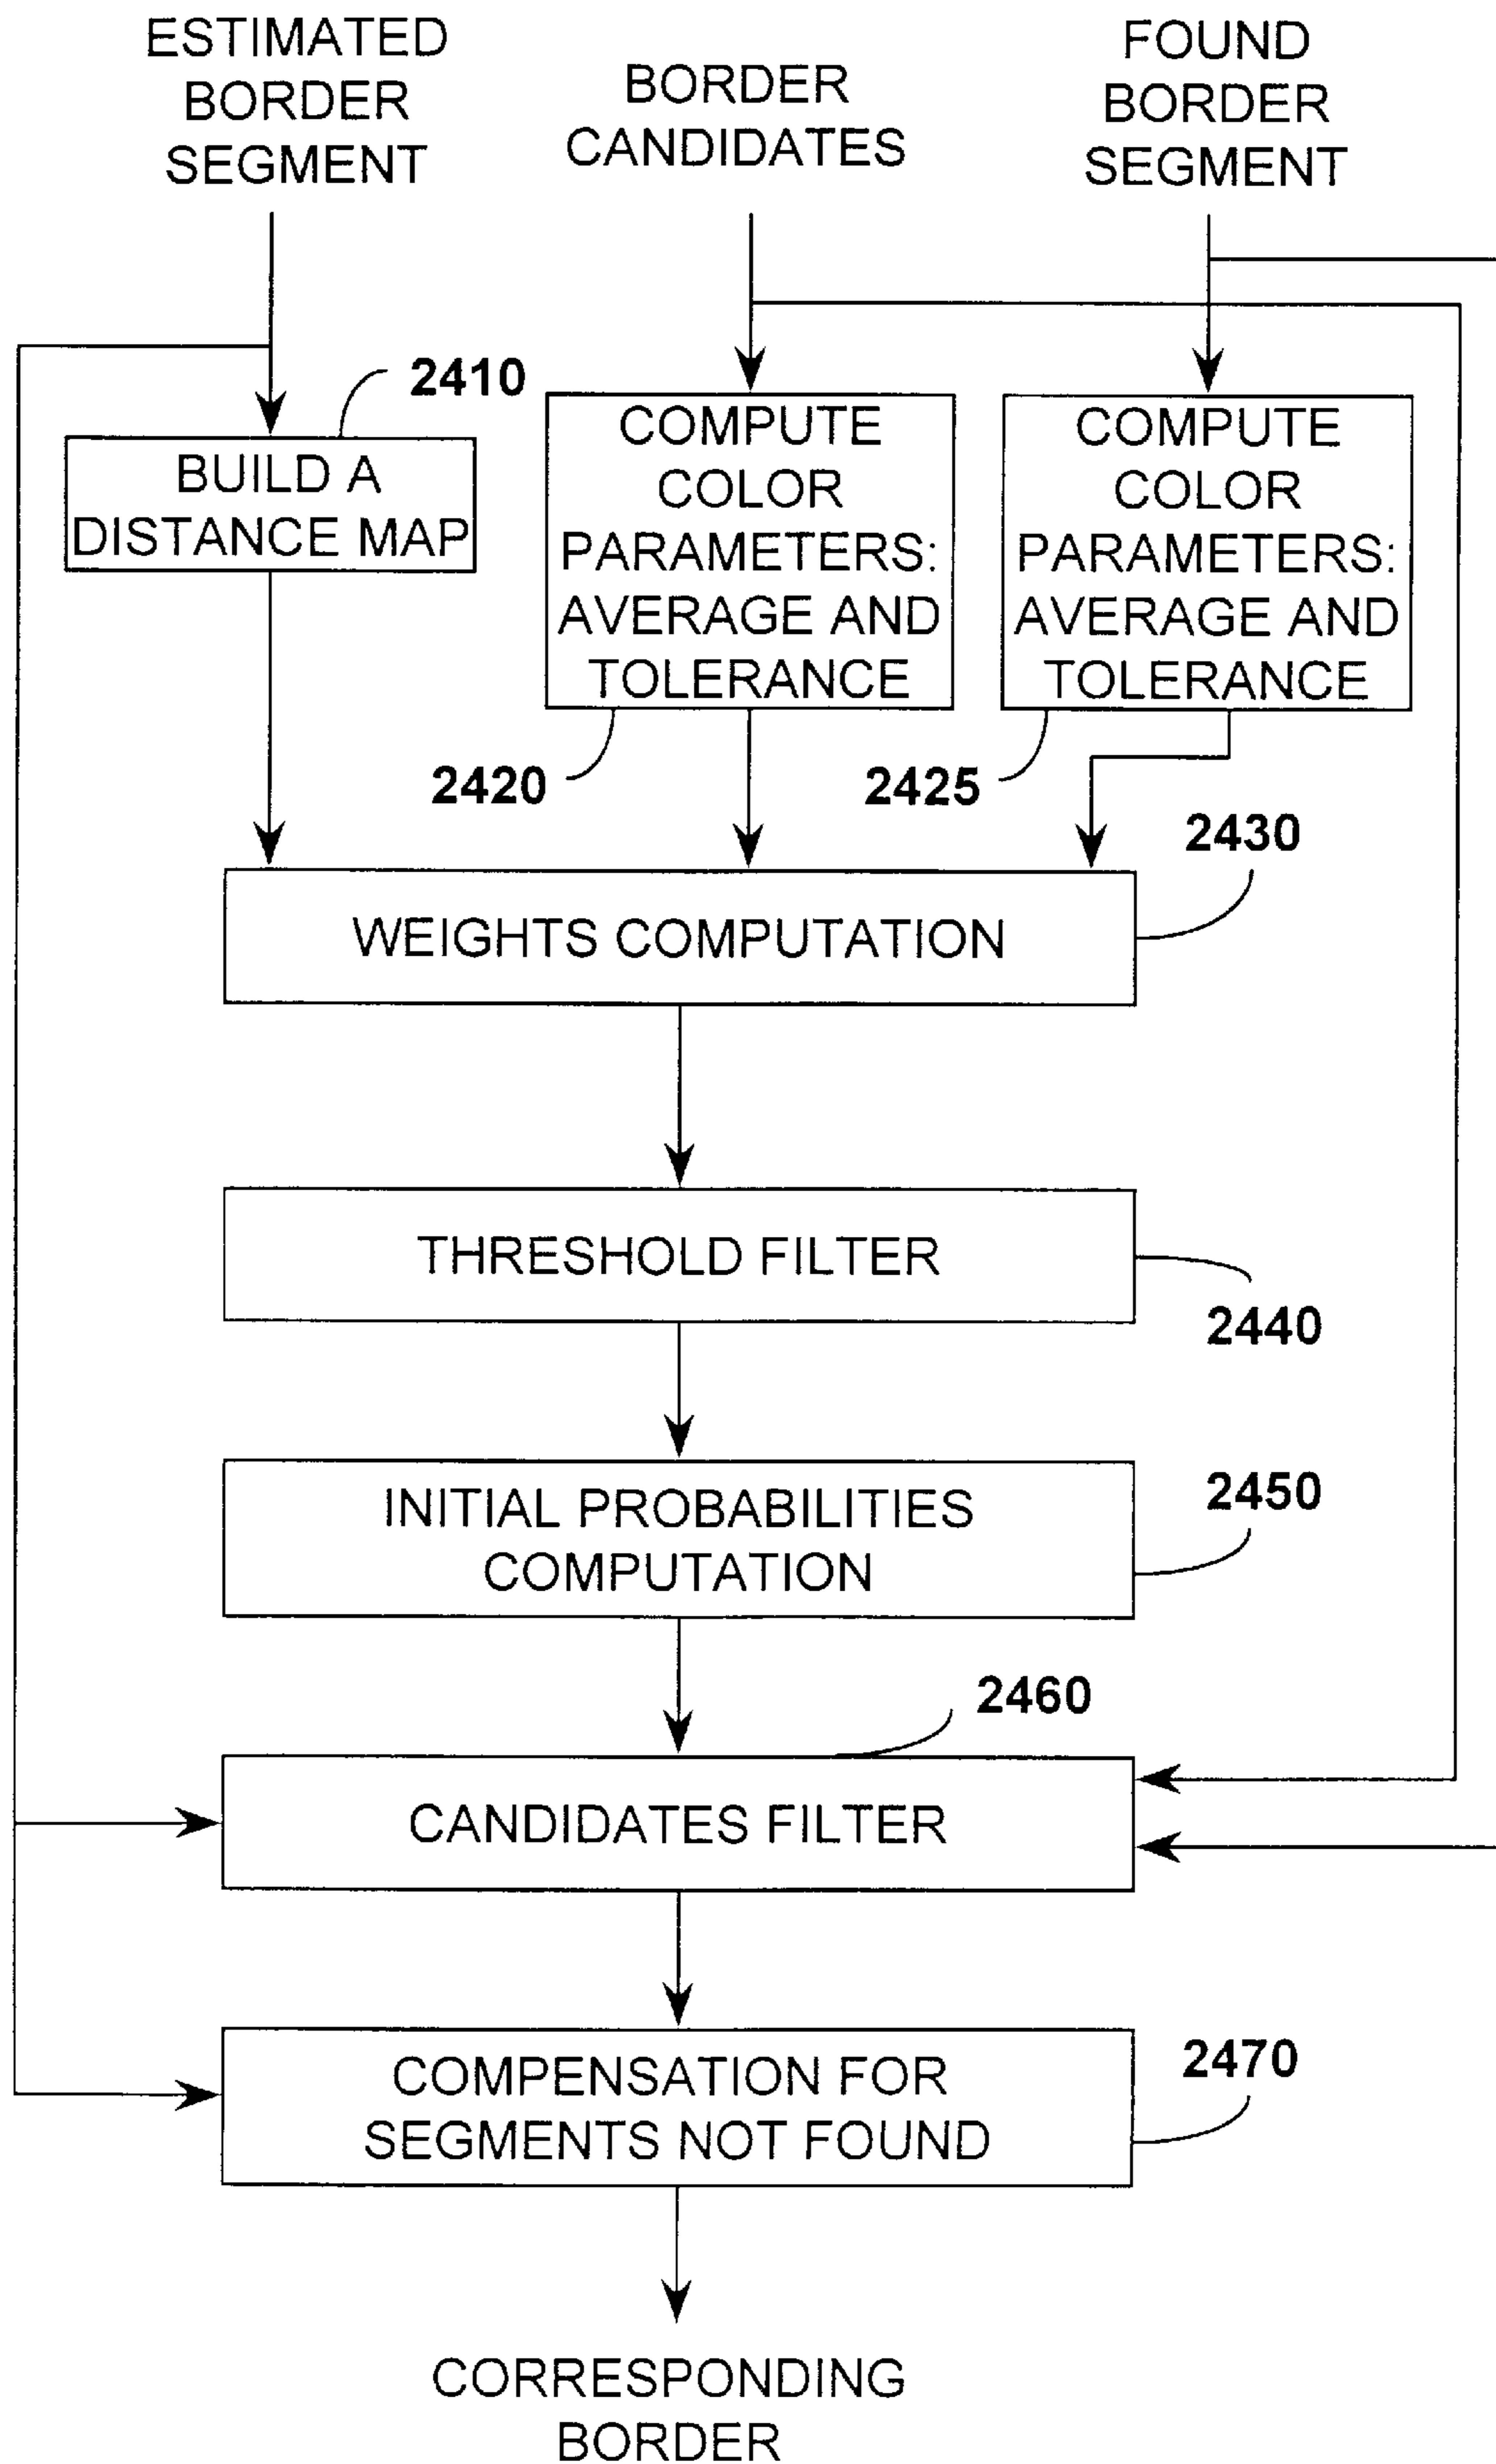 ESTIMATED
BORDER
SEGMENT
BORDER
CANDIDATES
FOUND
BORDER
SEGMENT
2410
BUILD A
DISTANCE MAP
COMPUTE
COLOR
PARAMETERS:
AVERAGE AND
TOLERANCE
COMPUTE
COLOR
PARAMETERS:
AVERAGE AND
TOLERANCE
2420
2425
2430
WEIGHTS COMPUTATION
THRESHOLD FILTER
2440
INITIAL PROBABILITIES
COMPUTATION
2450
2460
CANDIDATES FILTER
COMPENSATION FOR
SEGMENTS NOT FOUND
2470
CORRESPONDING
BORDER